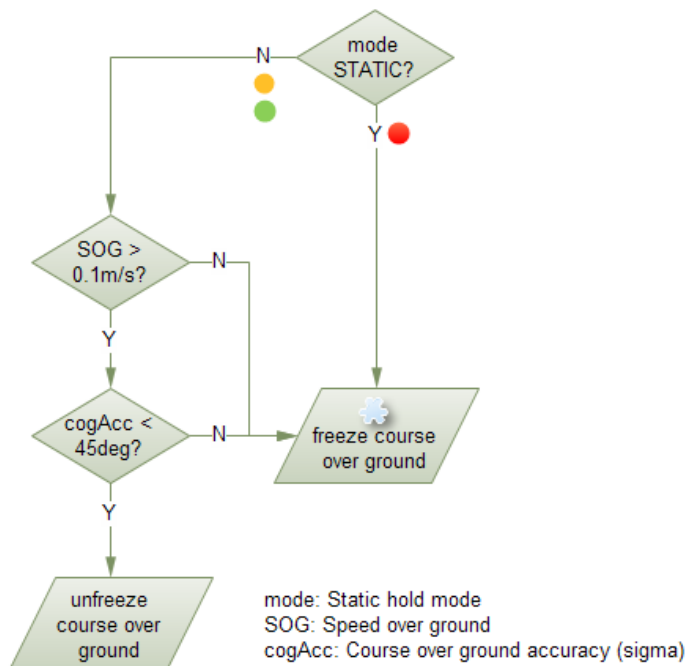 mode
STATIC?
N
Y
SOG >
0.1m/s?
N
Y
cogAcc <
45deg?
N
freeze course
over ground
Y
unfreeze
course over
ground
mode: Static hold mode
SOG: Speed over ground
cogAcc: Course over ground accuracy (sigma)